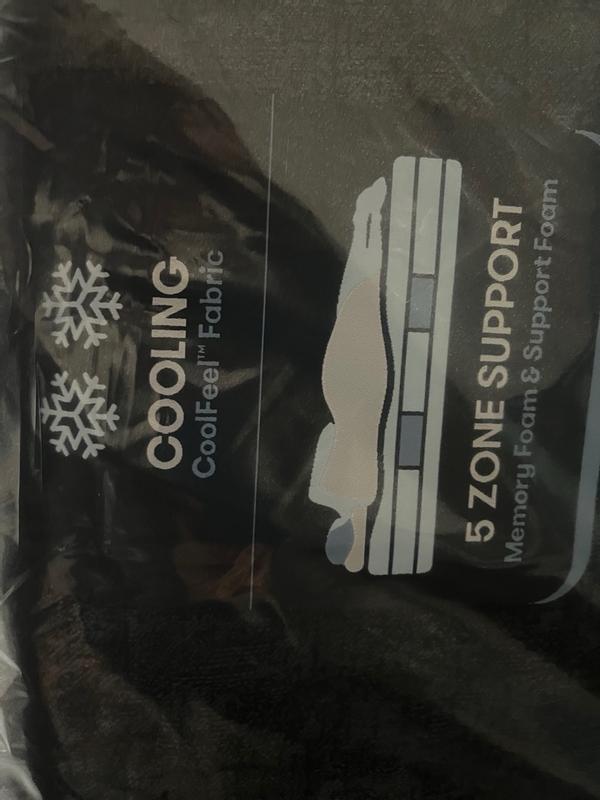 COOLING
CoolFeel™ Fabric
5 ZONE SUPPORT
Memory Foam & Support Foam